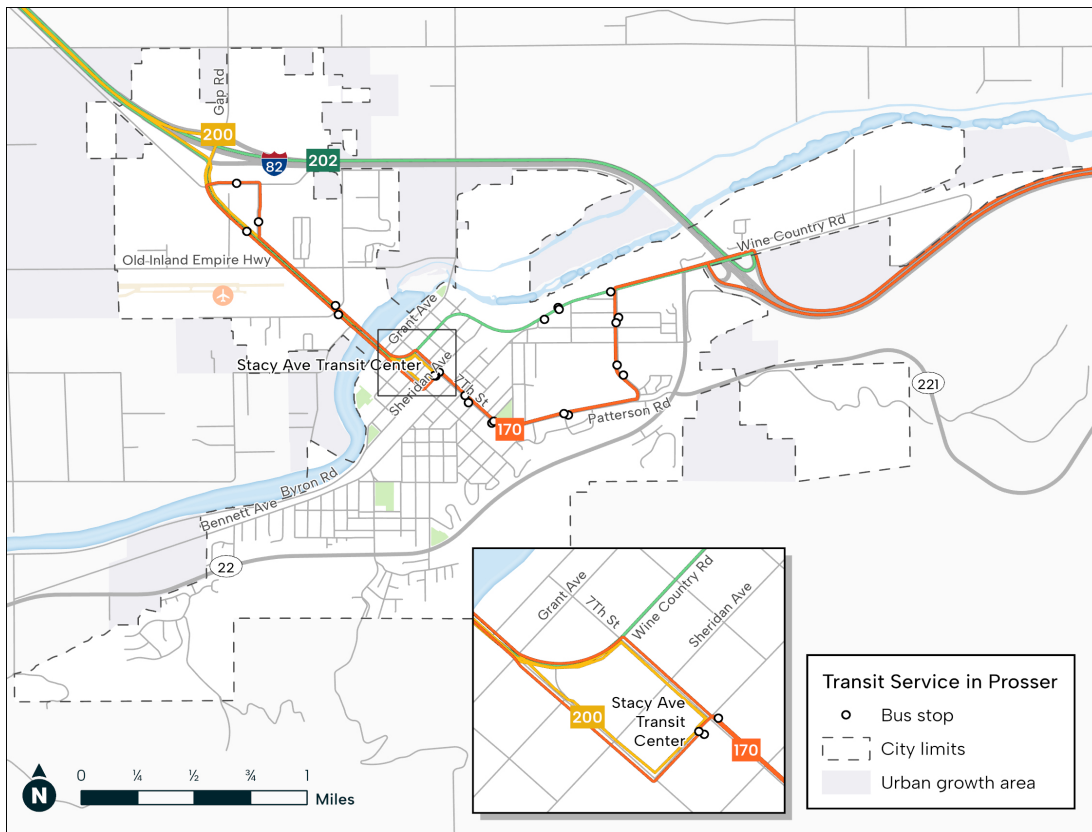 Gap Rd
200
82
202
Wine Country Rd
Old Inland Empire Hwy
Grant Ave
Stacy Ave Transit Center
Sheridan Ave
7Th St
221
170
Patterson Rd
Byron Rd
Bennett Ave
22
Grant Ave
7Th St
Wine Country Rd
Sheridan Ave
Stacy Ave
Transit
Center
200
170
Transit Service in Prosser
Bus stop
City limits
Urban growth area
N
0 ¼ ½ ¾ 1
Miles